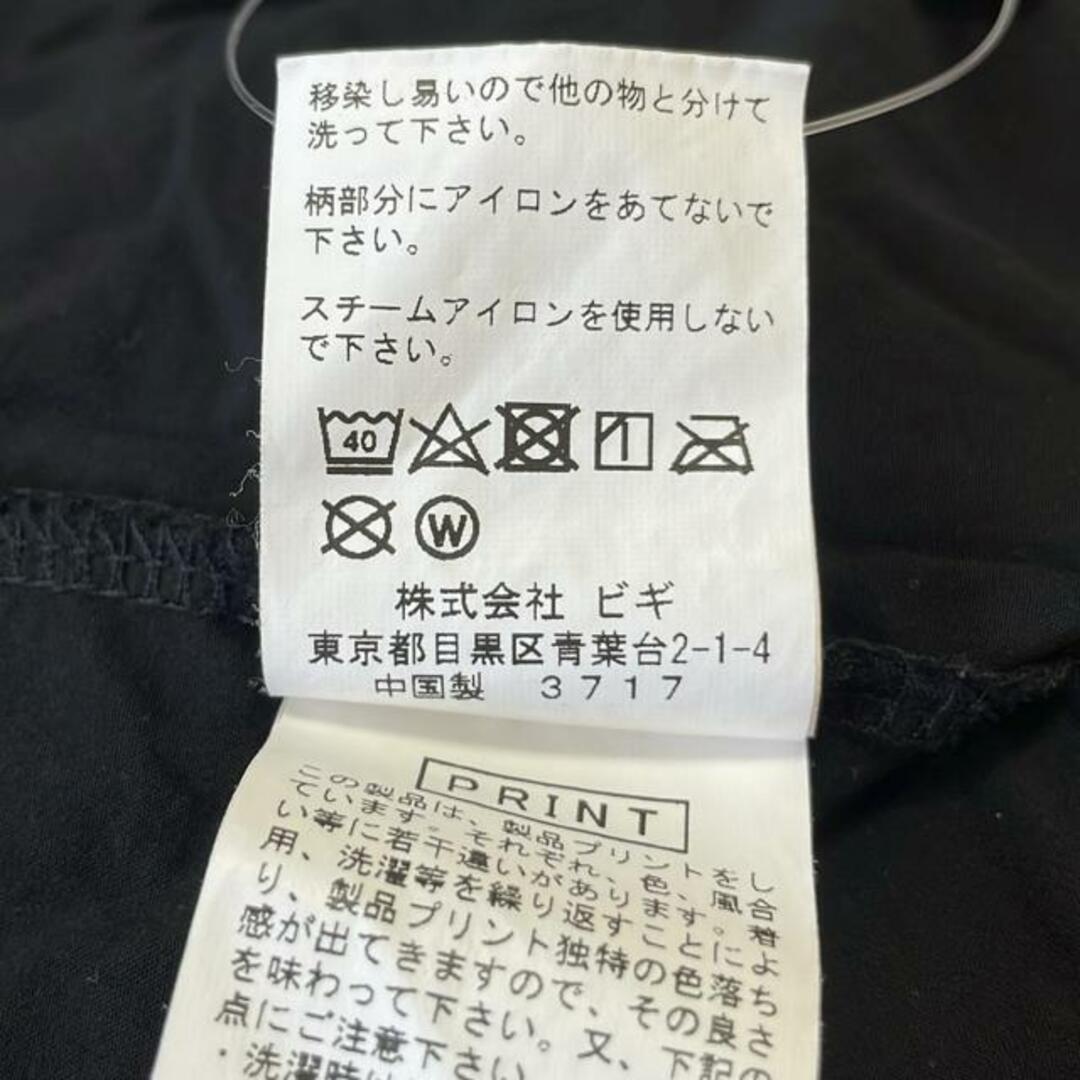 移染し易いので他の物と分けて
洗って下さい。
柄部分にアイロンをあてないで
下さい。
スチームアイロンを使用しない
で下さい。
40
W
株式会社 ビギ
東京都目黒区青葉台2-1-4
中国製 3717
PRINT
この製品は、製品プリントをし
ています。それぞれ、色、風合
い等に若干違いがあります。着
用、洗濯等を繰り返すことによ
り、製品プリント独特の色落ち
感が出てきますので、その良さ
を味わって下さい。又、下記の
点にご注意下さい
・洗濯時は